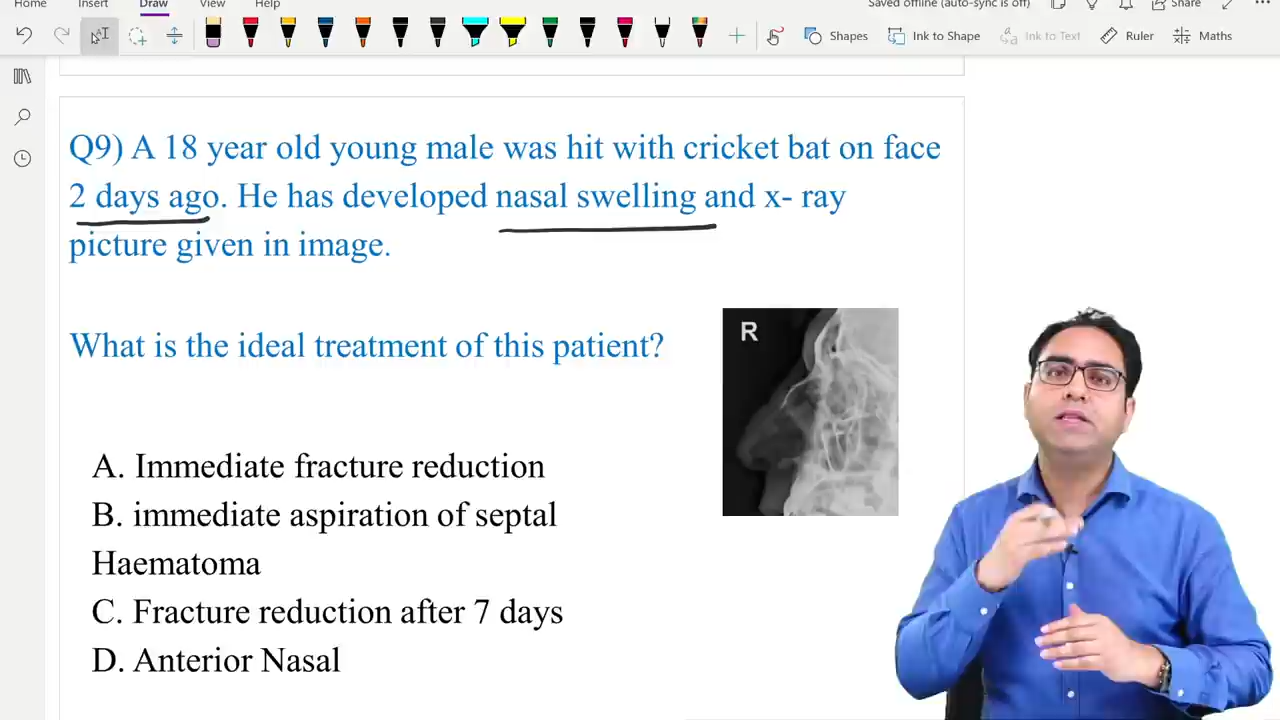 Home Insert Draw View Help Saved offline (auto-sync is off) Share
Shapes Ink to Shape Ink to Text Ruler Maths
Q9) A 18 year old young male was hit with cricket bat on face
2 days ago. He has developed nasal swelling and x- ray
picture given in image.
R
What is the ideal treatment of this patient?
A. Immediate fracture reduction
B. immediate aspiration of septal
Haematoma
C. Fracture reduction after 7 days
D. Anterior Nasal